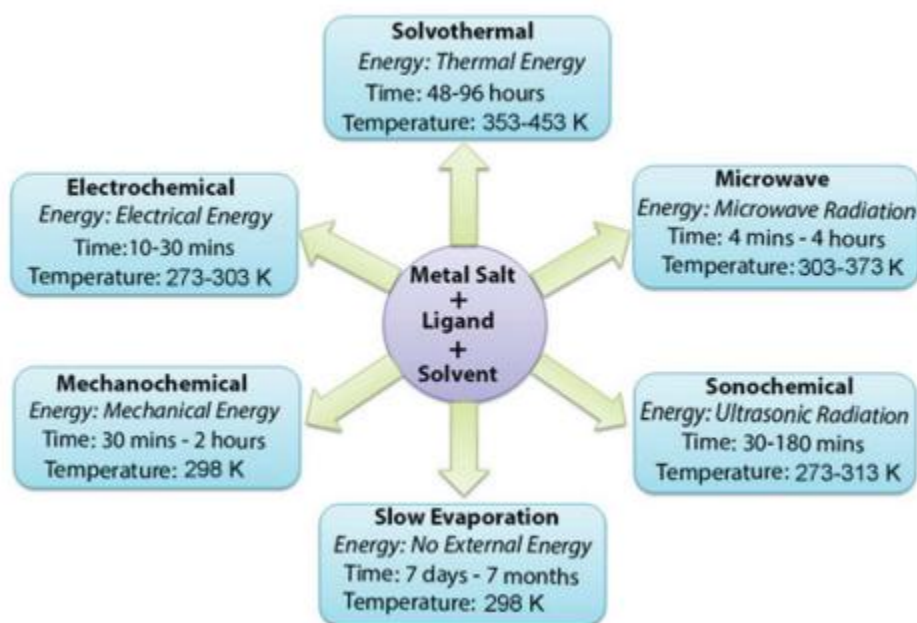 Solvothermal
Energy: Thermal Energy
Time: 48-96 hours
Temperature: 353-453 K
Electrochemical
Energy: Electrical Energy
Time:10-30 mins
Temperature: 273-303 K
Microwave
Energy: Microwave Radiation
Time: 4 mins - 4 hours
Temperature: 303-373 K
Metal Salt
+
Ligand
+
Solvent
Mechanochemical
Energy: Mechanical Energy
Time: 30 mins - 2 hours
Temperature: 298 K
Sonochemical
Energy: Ultrasonic Radiation
Time: 30-180 mins
Temperature: 273-313 K
Slow Evaporation
Energy: No External Energy
Time: 7 days - 7 months
Temperature: 298 K